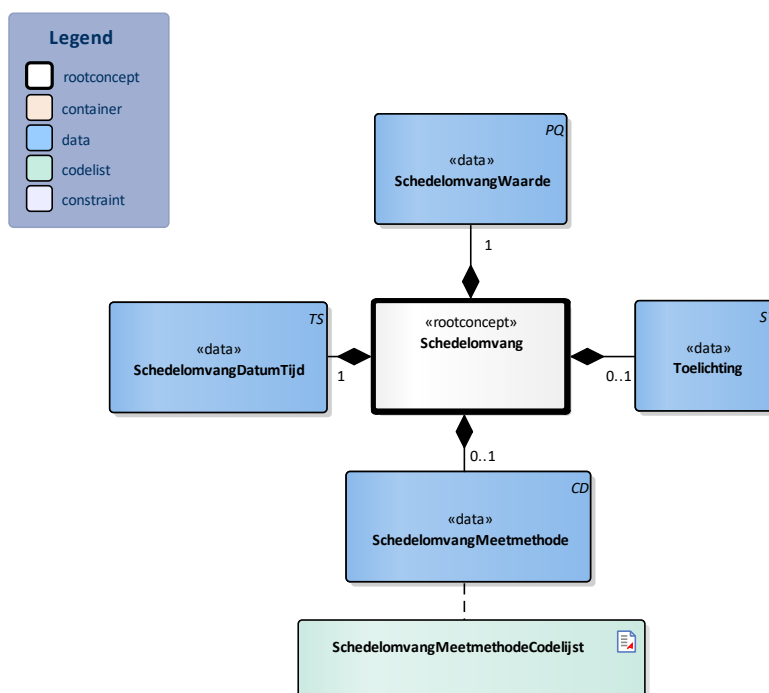 Legend
rootconcept
container
data
codelist
constraint
PQ
«data»
SchedelomvangWaarde
1
TS
«data»
SchedelomvangDatumTijd
1
«rootconcept»
Schedelomvang
«data»
Toelichting
0..1
0..1
CD
«data»
SchedelomvangMeetmethode
SchedelomvangMeetmethodeCodelijst